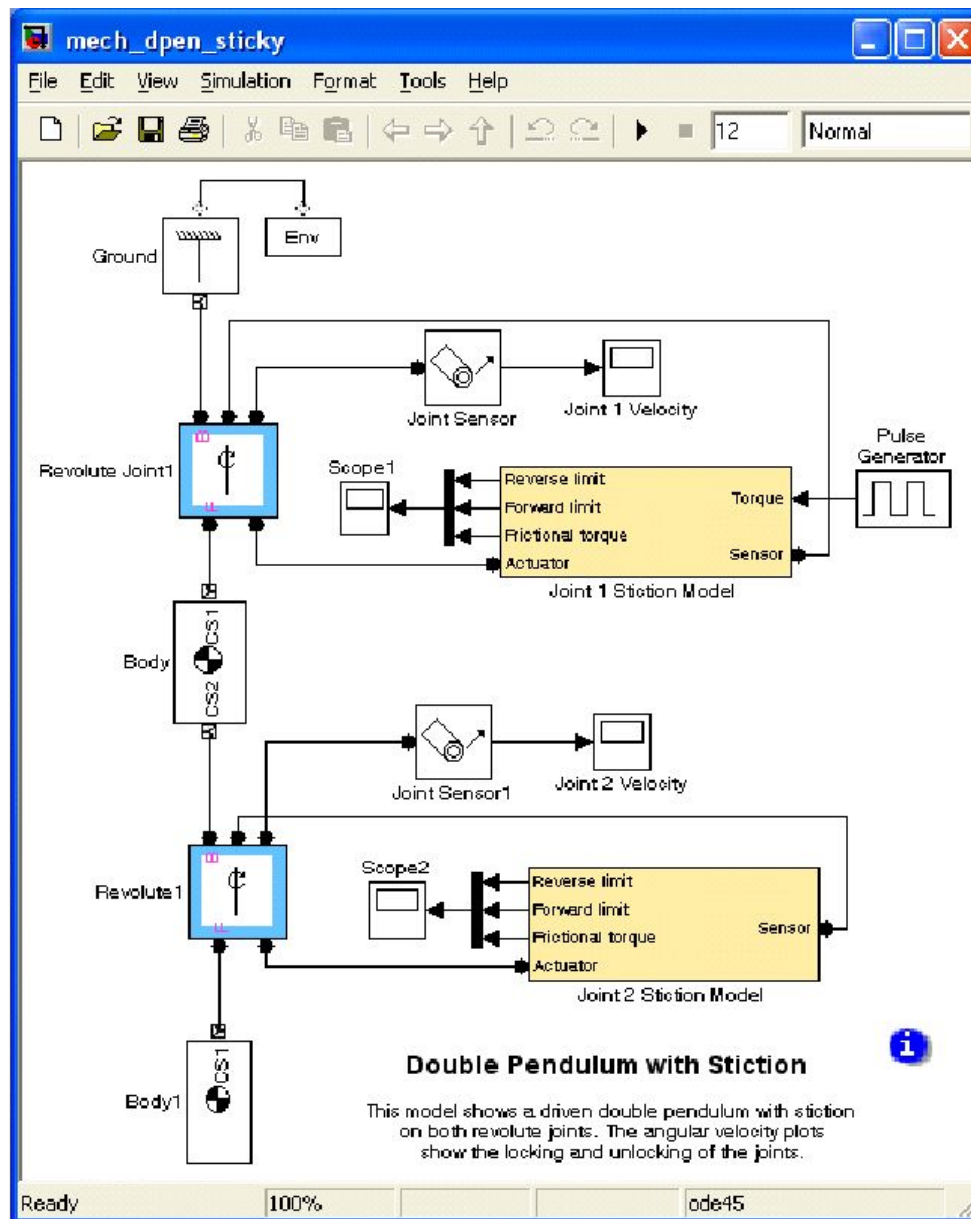 mech_dpen_sticky
File Edit View Simulation Format Tools Help
12 Normal
Ground
Env
Joint Sensor
Joint 1 Velocity
Pulse
Generator
Revolute Joint1
B
F
Scope1
Reverse limit
Forward limit
Frictional torque
Actuator
Torque
Sensor
Joint 1 Stiction Model
Body
CS1
CS2
Joint Sensor1
Joint 2 Velocity
Revolute1
B
F
Scope2
Reverse limit
Forward limit
Frictional torque
Actuator
Sensor
Joint 2 Stiction Model
Body1
CS1
Double Pendulum with Stiction
This model shows a driven double pendulum with stiction
on both revolute joints. The angular velocity plots
show the locking and unlocking of the joints.
Ready 100% ode45